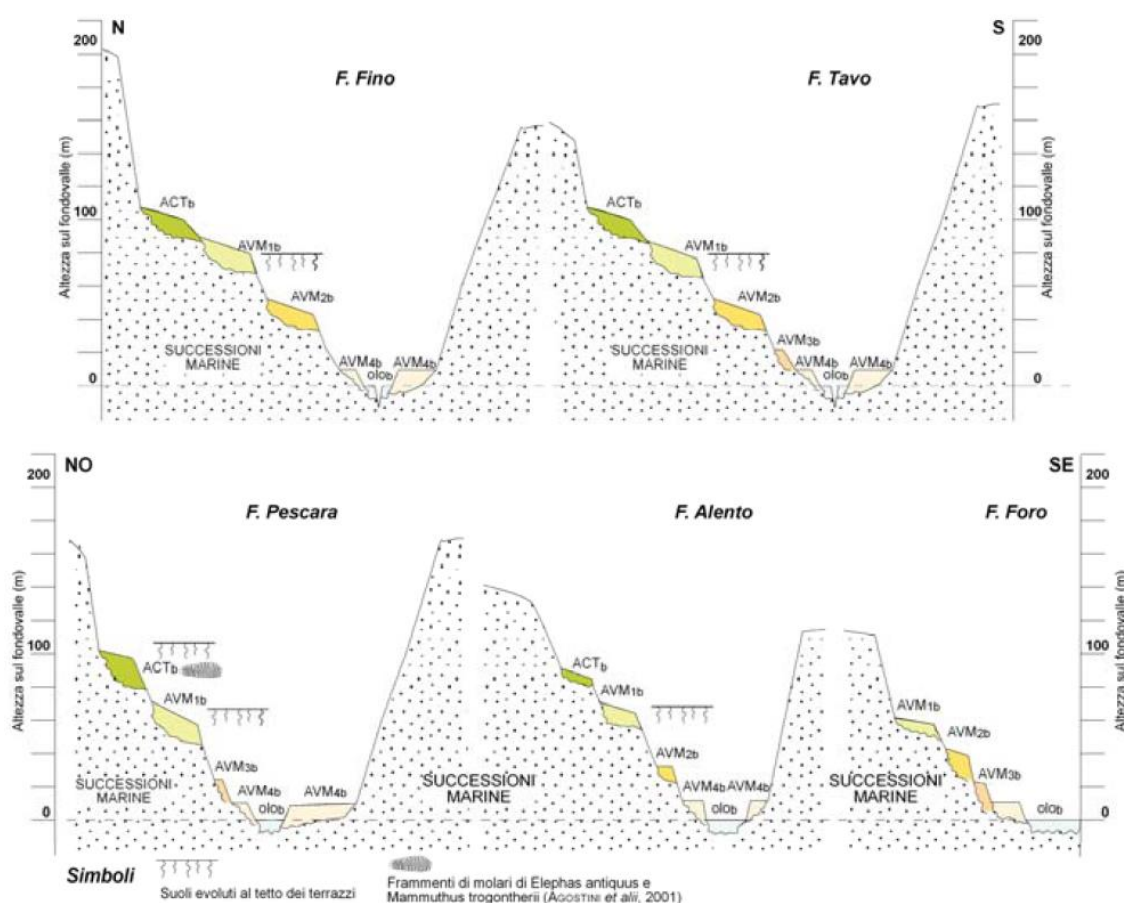 N
S
200
200
F. Fino
F. Tavo
Altezza sul fondovalle (m)
Altezza sul fondovalle (m)
ACTb
ACTb
100
100
AVM1b
AVM1b
AVM2b
AVM2b
SUCCESSIONI
MARINE
AVM4b
AVM4b
olob
SUCCESSIONI
MARINE
AVM3b
AVM4b
AVM4b
olob
0
0
NO
SE
200
200
F. Pescara
F. Alento
F. Foro
Altezza sul fondovalle (m)
Altezza sul fondovalle (m)
100
100
ACTb
ACTb
AVM1b
AVM1b
AVM1b
AVM2b
AVM2b
AVM3b
AVM3b
SUCCESSIONI
MARINE
AVM4b
AVM4b
olob
SUCCESSIONI
MARINE
AVM4b
AVM4b
olob
SUCCESSIONI
MARINE
olob
0
0
Simboli
Suoli evoluti al tetto dei terrazzi
Frammenti di molari di Elephas antiquus e
Mammuthus trogontherii (AGOSTINI et alii, 2001)